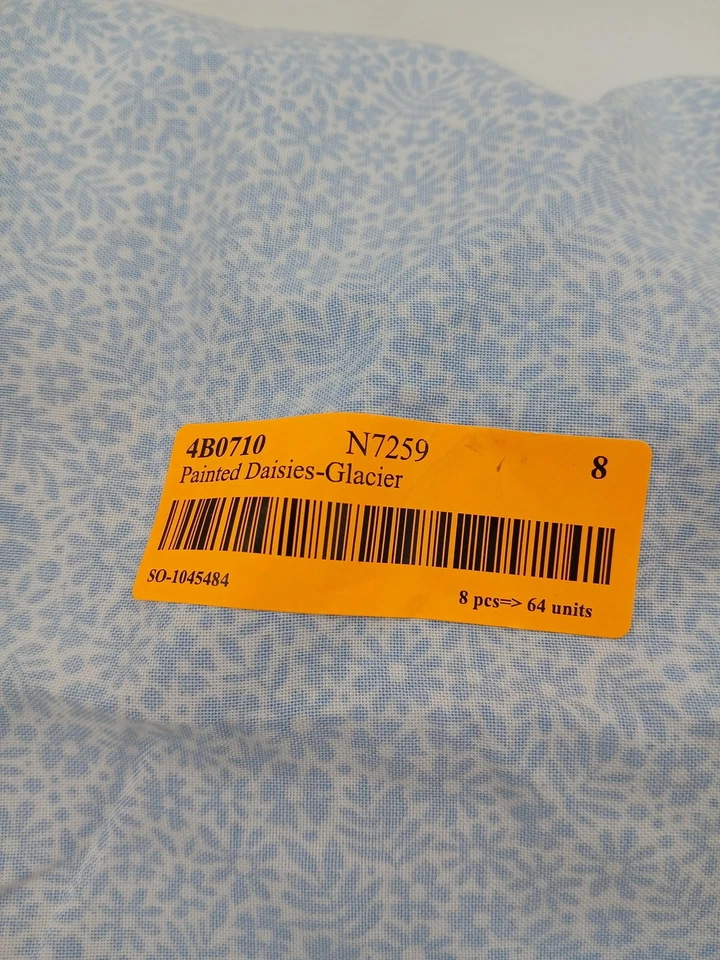 4B0710 N7259 8
Painted Daisies-Glacier
SO-1045484
8 pcs=> 64 units